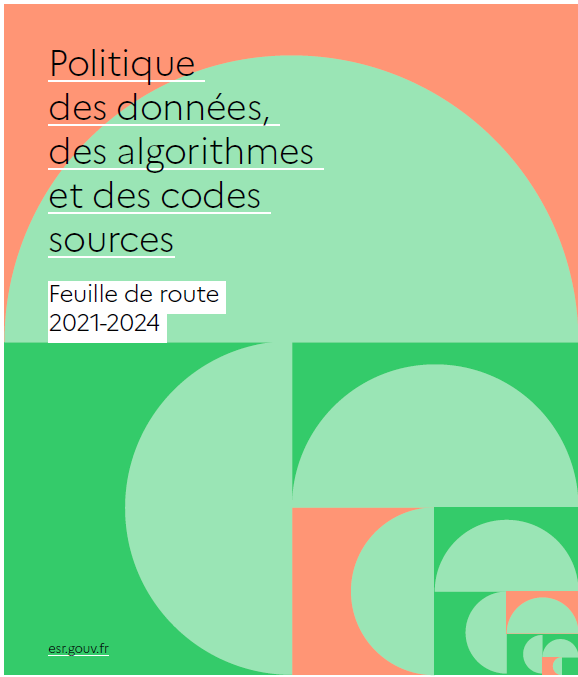 Politique
des données,
des algorithmes
et des codes
sources
Feuille de route
2021-2024
esr.gouv.fr